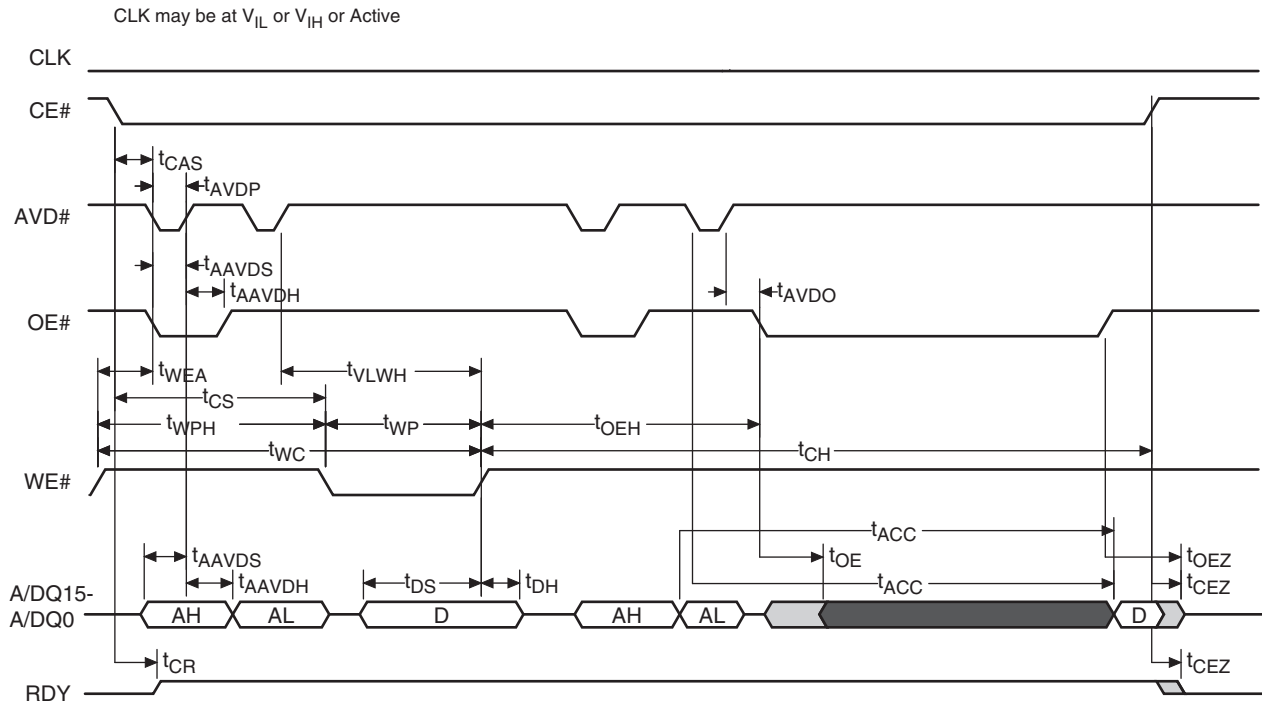 CLK may be at VIL or VIH or Active
CLK
CE#
tCAS
tAVDP
AVD#
tAAVDS
tAAVDH
tAVDO
OE#
tWEA
tVLWH
tCS
tWPH
tWP
tOEH
tWC
tCH
WE#
tACC
tAAVDS
tOE
tOEZ
tAAVDH
tDS
tDH
tACC
tCEZ
A/DQ15-
A/DQ0
AH
AL
D
AH
AL
D
tCR
tCEZ
RDY